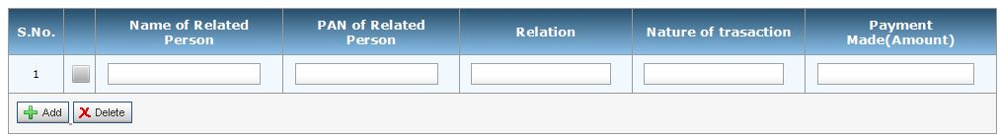 S.No. Name of Related Person PAN of Related Person Relation Nature of trasaction Payment Made(Amount)
1
Add Delete